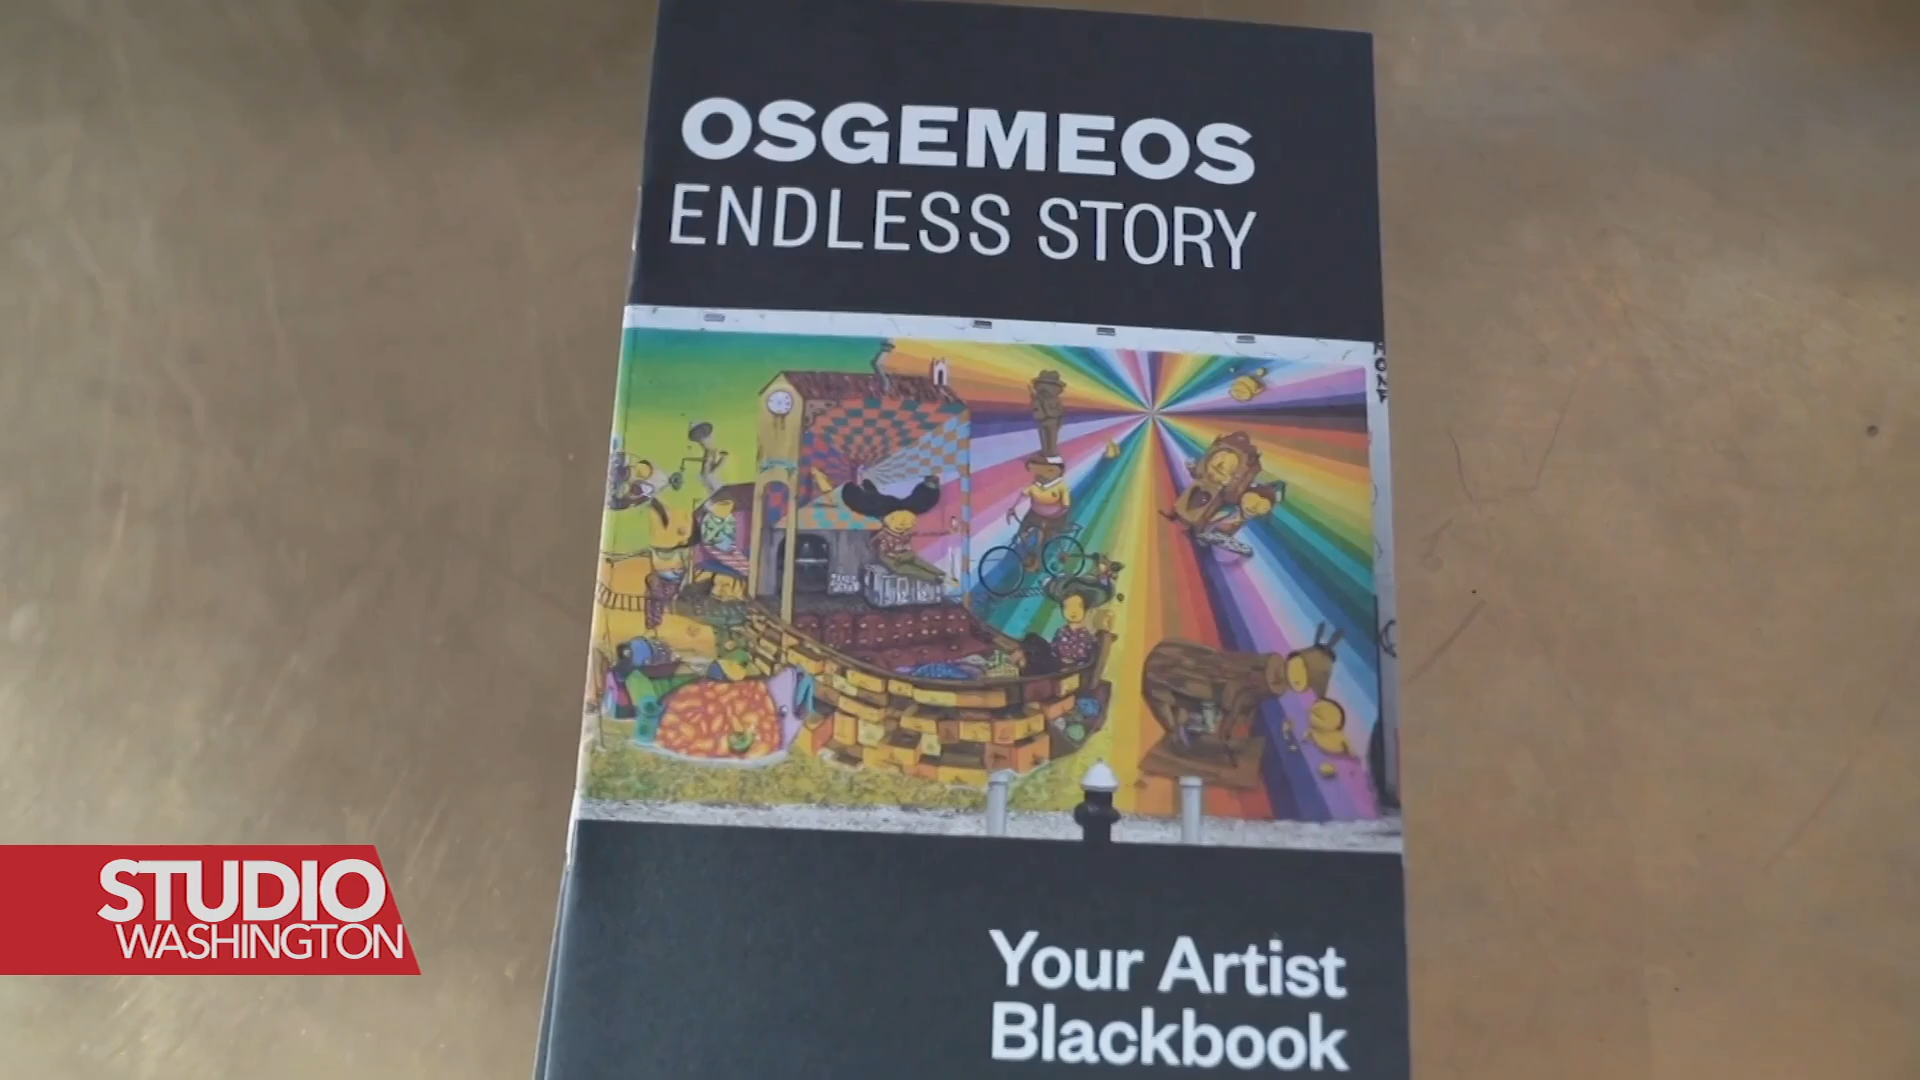 OSGEMEOS
ENDLESS STORY
Your Artist
Blackbook
STUDIO
WASHINGTON